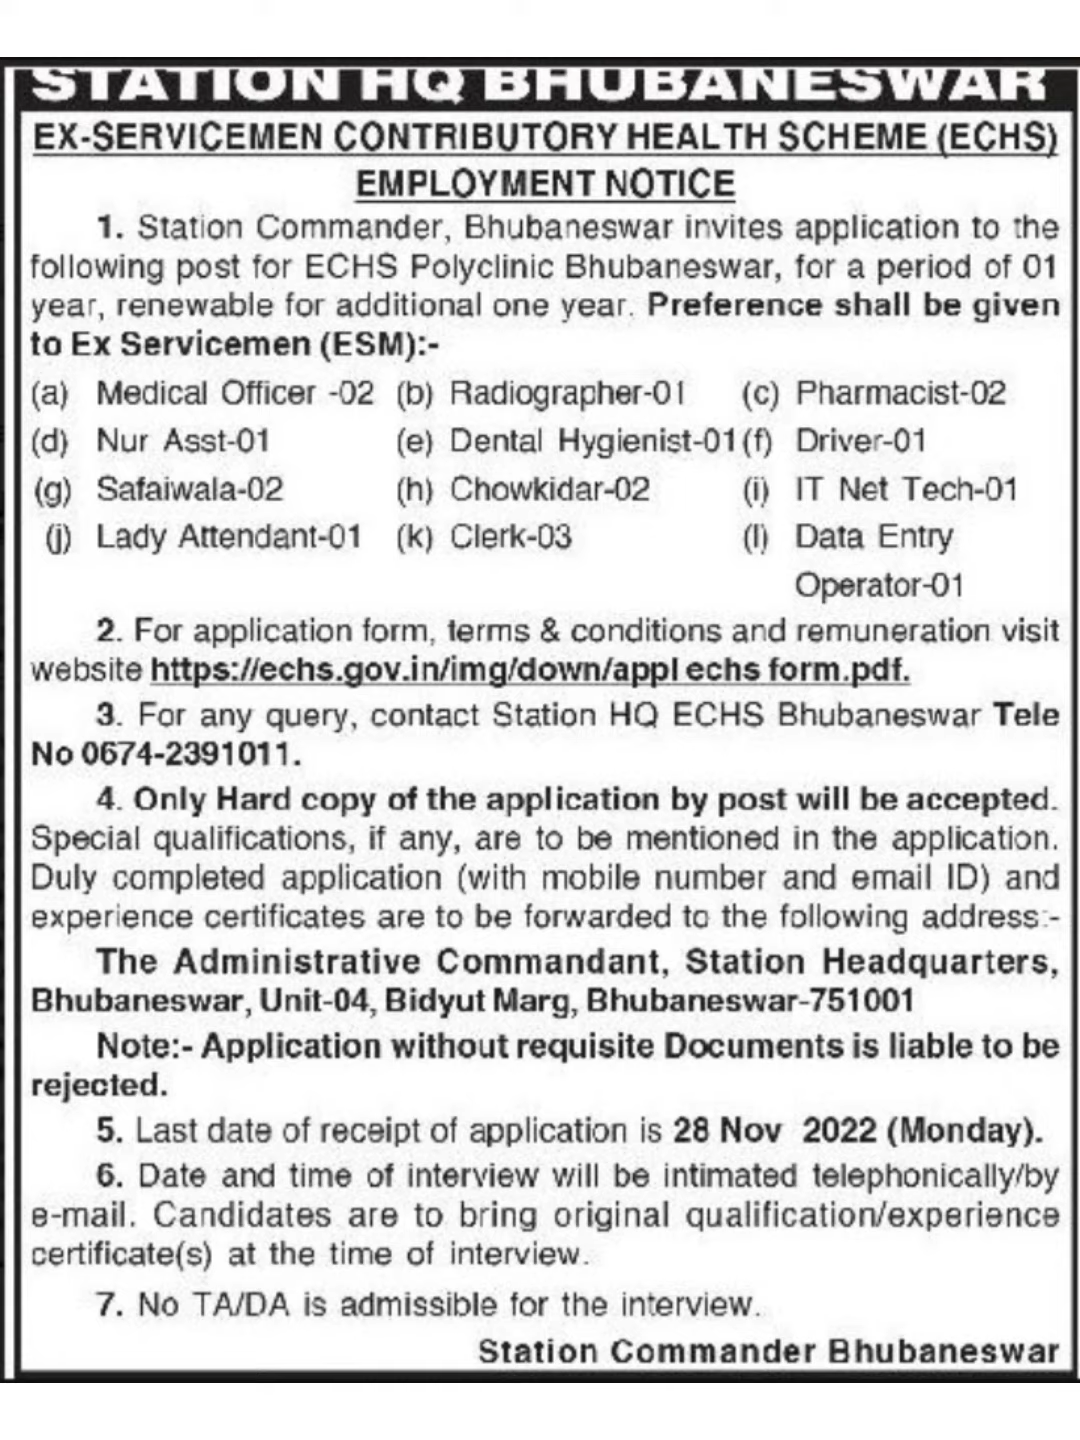 STATION HQ BHUBANESWAR
EX-SERVICEMEN CONTRIBUTORY HEALTH SCHEME (ECHS)
EMPLOYMENT NOTICE
1. Station Commander, Bhubaneswar invites application to the
following post for ECHS Polyclinic Bhubaneswar, for a period of 01
year, renewable for additional one year. Preference shall be given
to Ex Servicemen (ESM):-
(a) Medical Officer -02 (b) Radiographer-01 (c) Pharmacist-02
(d) Nur Asst-01 (e) Dental Hygienist-01 (f) Driver-01
(g) Safaiwala-02 (h) Chowkidar-02 (i) IT Net Tech-01
(j) Lady Attendant-01 (k) Clerk-03 (l) Data Entry
Operator-01
2. For application form, terms & conditions and remuneration visit
website https://echs.gov.in/img/down/appl echs form.pdf.
3. For any query, contact Station HQ ECHS Bhubaneswar Tele
No 0674-2391011.
4. Only Hard copy of the application by post will be accepted.
Special qualifications, if any, are to be mentioned in the application.
Duly completed application (with mobile number and email ID) and
experience certificates are to be forwarded to the following address:-
The Administrative Commandant, Station Headquarters,
Bhubaneswar, Unit-04, Bidyut Marg, Bhubaneswar-751001
Note:- Application without requisite Documents is liable to be
rejected.
5. Last date of receipt of application is 28 Nov 2022 (Monday).
6. Date and time of interview will be intimated telephonically/by
e-mail. Candidates are to bring original qualification/experience
certificate(s) at the time of interview.
7. No TA/DA is admissible for the interview.
Station Commander Bhubaneswar